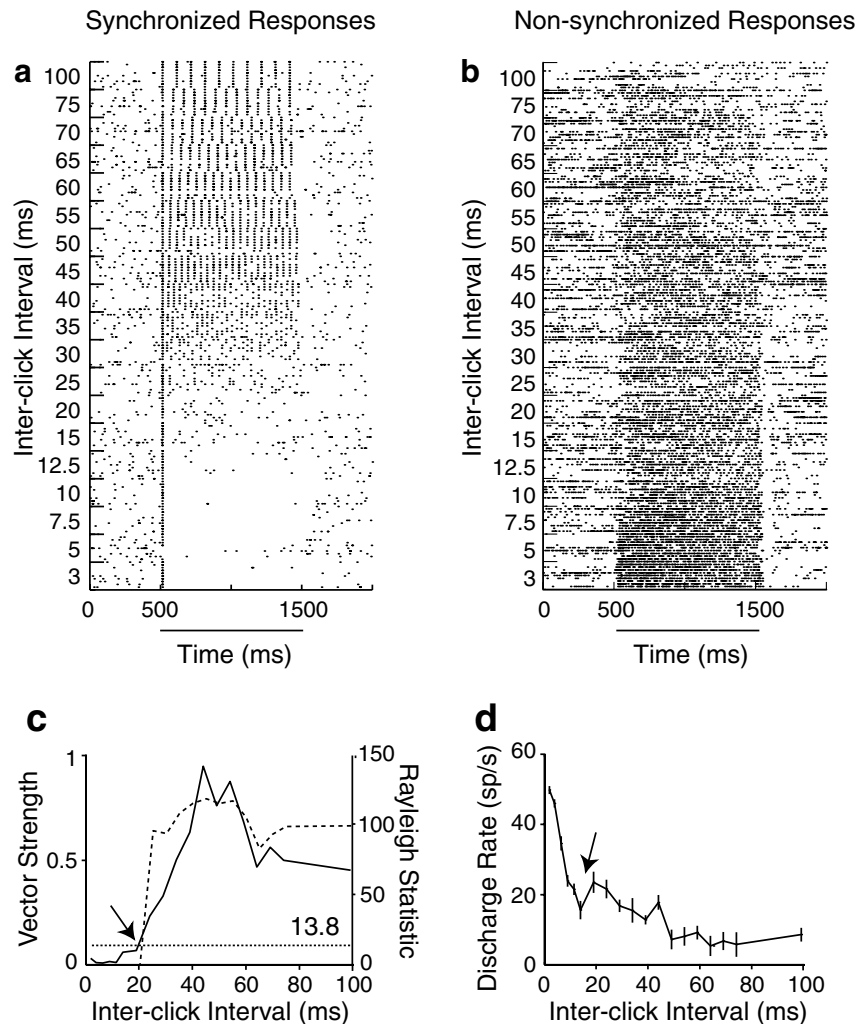 Synchronized Responses
Non-synchronized Responses
a
Inter-click Interval (ms)
100
75
70
65
60
55
50
45
40
35
30
25
20
15
12.5
10
7.5
5
3
0 500 1500
Time (ms)
b
Inter-click Interval (ms)
100
75
70
65
60
55
50
45
40
35
30
25
20
15
12.5
10
7.5
5
3
0 500 1500
Time (ms)
c
Vector Strength
1
0.5
0
150
100
50
0
Rayleigh Statistic
13.8
0 20 40 60 80 100
Inter-click Interval (ms)
d
Discharge Rate (sp/s)
60
40
20
0
0 20 40 60 80 100
Inter-click Interval (ms)